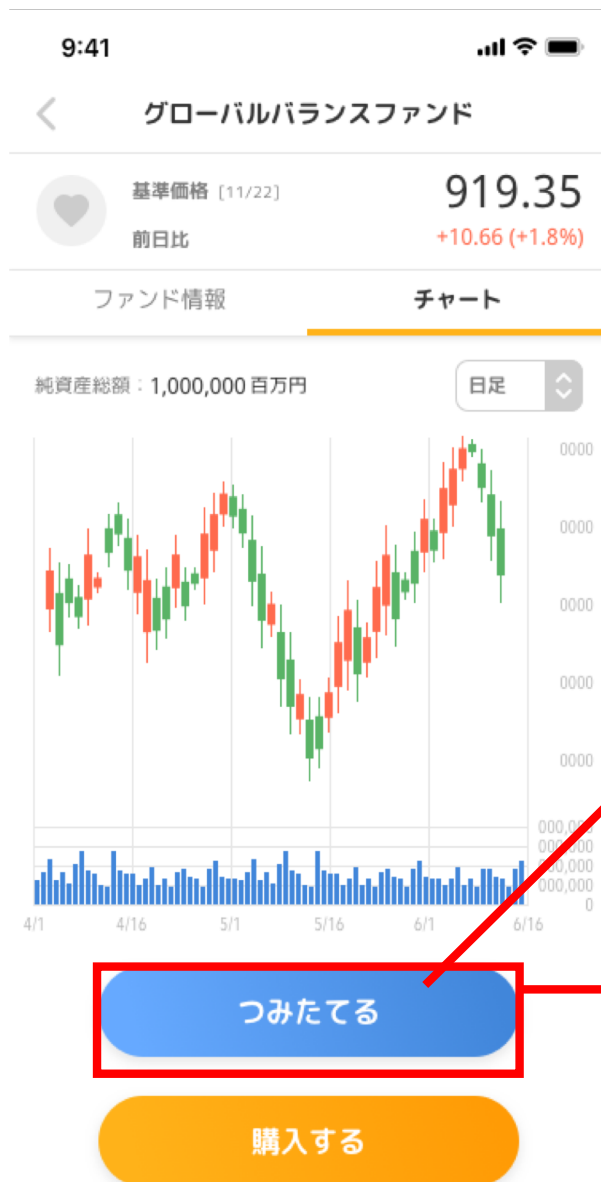 9:41
グローバルバランスファンド
基準価格 [11/22]
919.35
前日比
+10.66 (+1.8%)
ファンド情報
チャート
純資産総額：1,000,000 百万円
日足
0000
0000
0000
0000
0000
000,000
000,000
000,000
000,000
0
4/1
4/16
5/1
5/16
6/1
6/16
つみたてる
購入する